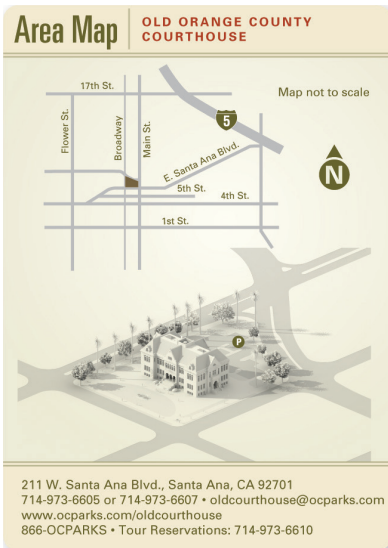 Area Map
OLD ORANGE COUNTY
COURTHOUSE
17th St.
Map not to scale
Flower St.
Broadway
Main St.
5
E. Santa Ana Blvd.
N
5th St.
4th St.
1st St.
P
211 W. Santa Ana Blvd., Santa Ana, CA 92701
714-973-6605 or 714-973-6607 • oldcourthouse@ocparks.com
www.ocparks.com/oldcourthouse
866-OCPARKS • Tour Reservations: 714-973-6610